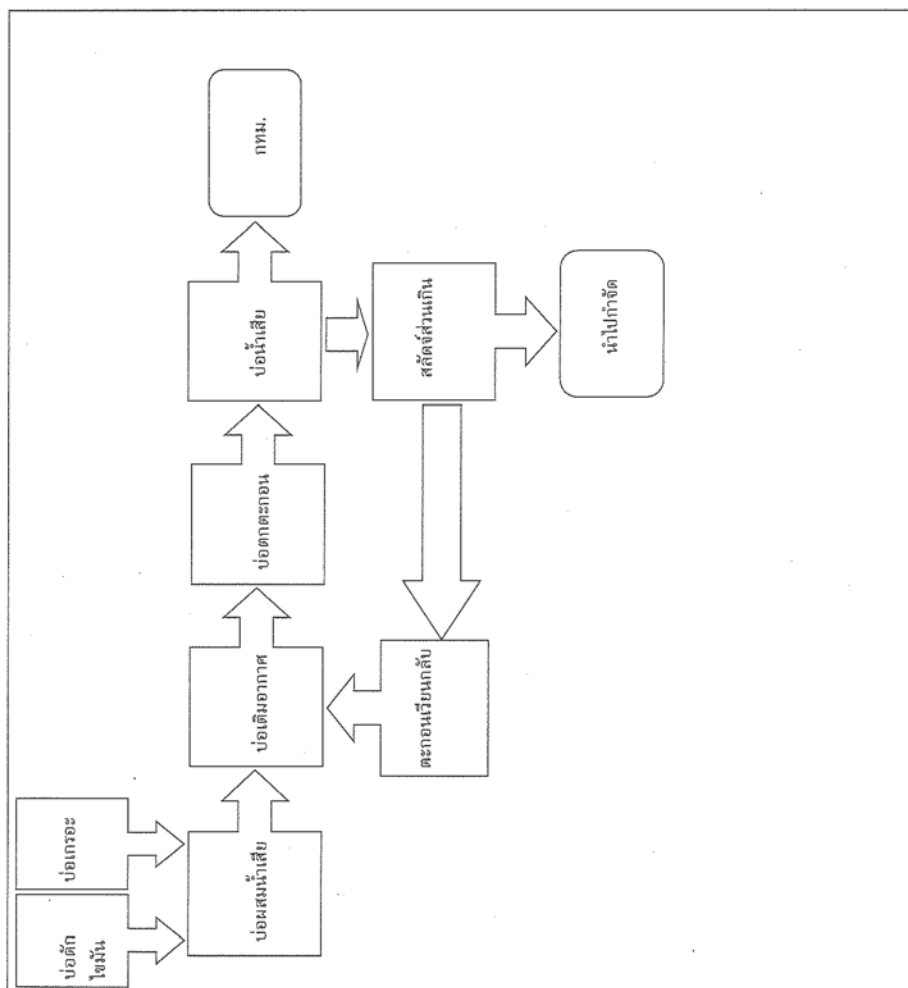 บ่อดัก
ไขมัน
บ่อเกรอะ
บ่อผสมน้ำเสีย
บ่อเติมอากาศ
บ่อตกตะกอน
บ่อน้ำเสีย
กทม.
ตะกอนเวียนกลับ
สลัดจ์ส่วนเกิน
นำไปกำจัด